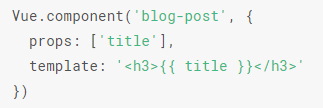 Vue.component('blog-post', {
  props: ['title'],
  template: '<h3>{{ title }}</h3>'
})